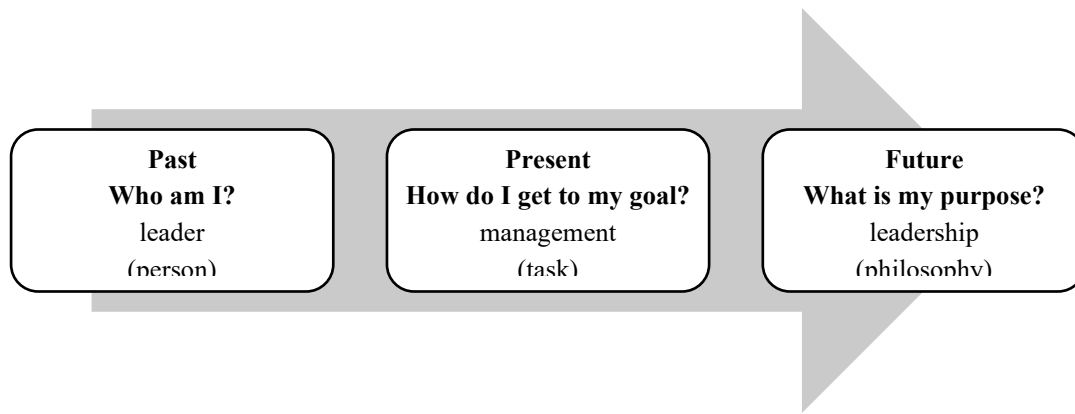 Past
Who am I?
leader
(person)
Present
How do I get to my goal?
management
(task)
Future
What is my purpose?
leadership
(philosophy)